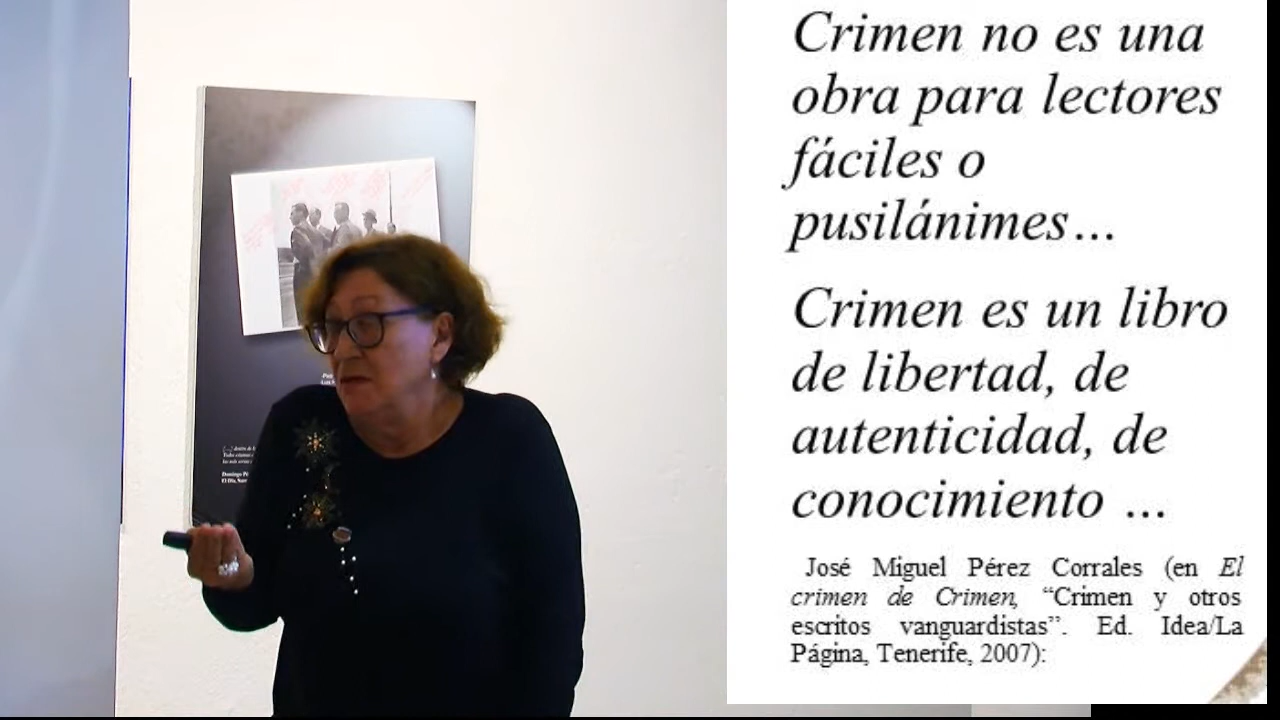 Crimen no es una
obra para lectores
fáciles o
pusilánimes...
Crimen es un libro
de libertad, de
autenticidad, de
conocimiento ...
José Miguel Pérez Corrales (en El
crimen de Crimen, “Crimen y otros
escritos vanguardistas”. Ed. Idea/La
Página, Tenerife, 2007):